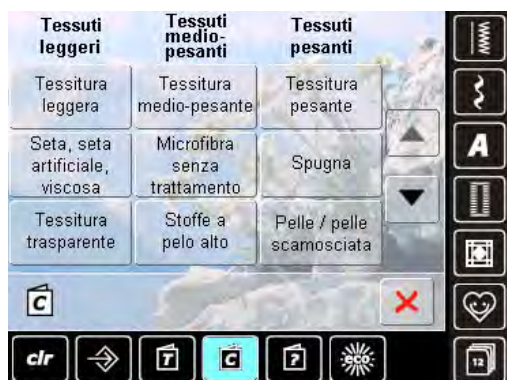 Tessuti
leggeri
Tessuti
medio-
pesanti
Tessuti
pesanti
Tessitura
leggera
Tessitura
medio-pesante
Tessitura
pesante
Seta, seta
artificiale,
viscosa
Microfibra
senza
trattamento
Spugna
Tessitura
trasparente
Stoffe a
pelo alto
Pelle / pelle
scamosciata
C
A
12
clr
T
C
?
eco